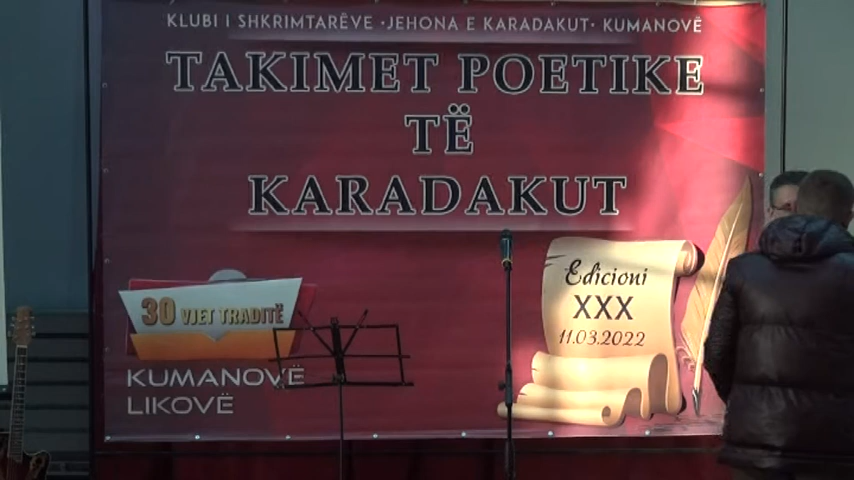 KLUBI I SHKRIMTARËVE ·JEHONA E KARADAKUT· KUMANOVË
TAKIMET POETIKE
TË
KARADAKUT
Edicioni
XXX
11.03.2022
30 VJET TRADITË
KUMANOVË
LIKOVË